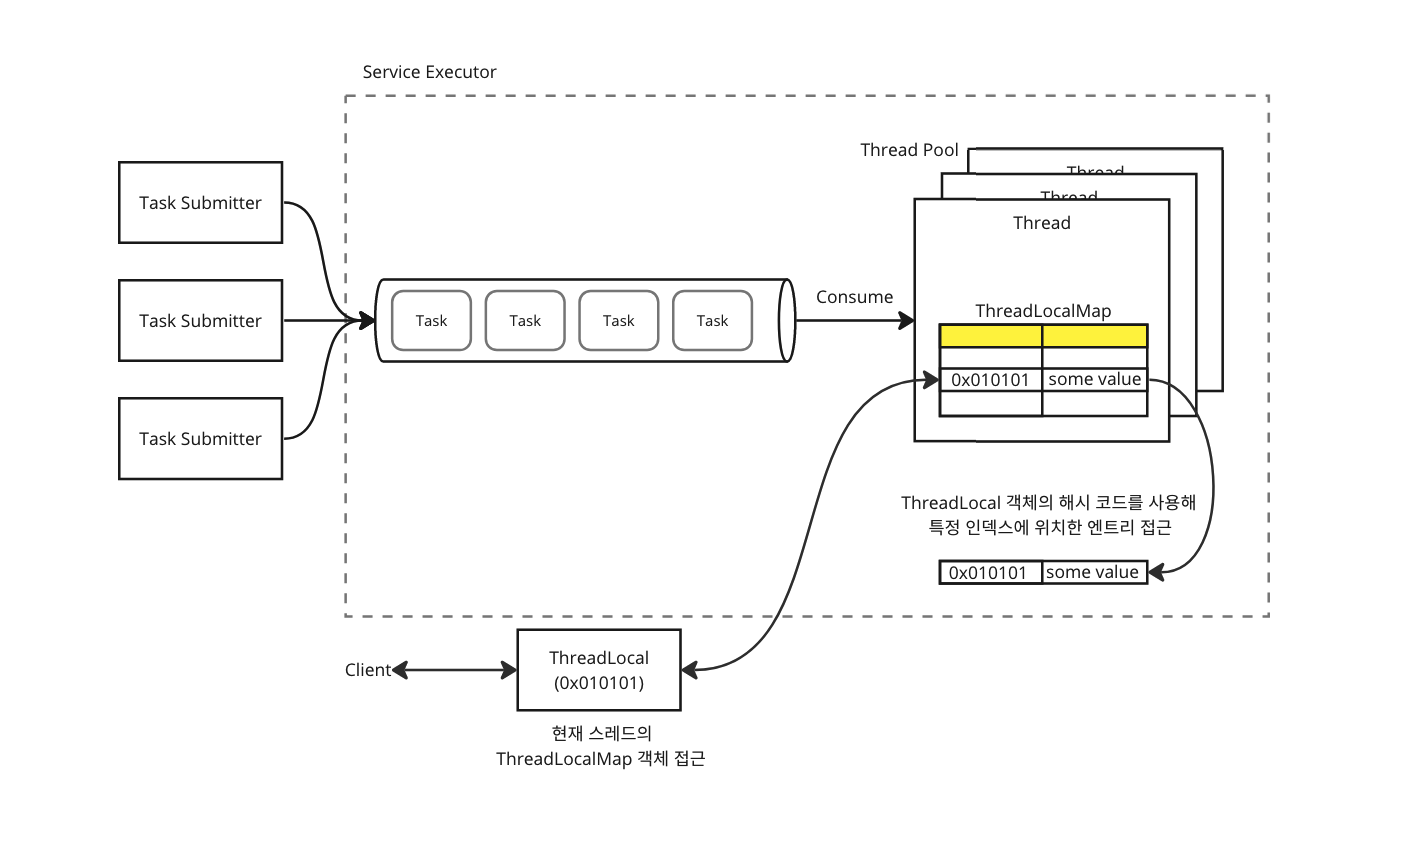 Service Executor
Thread Pool
Thread
Thread
Thread
Task Submitter
Task Submitter
Task Submitter
Task
Task
Task
Task
Consume
ThreadLocalMap
0x010101
some value
ThreadLocal 객체의 해시 코드를 사용해
특정 인덱스에 위치한 엔트리 접근
0x010101
some value
Client
ThreadLocal
(0x010101)
현재 스레드의
ThreadLocalMap 객체 접근